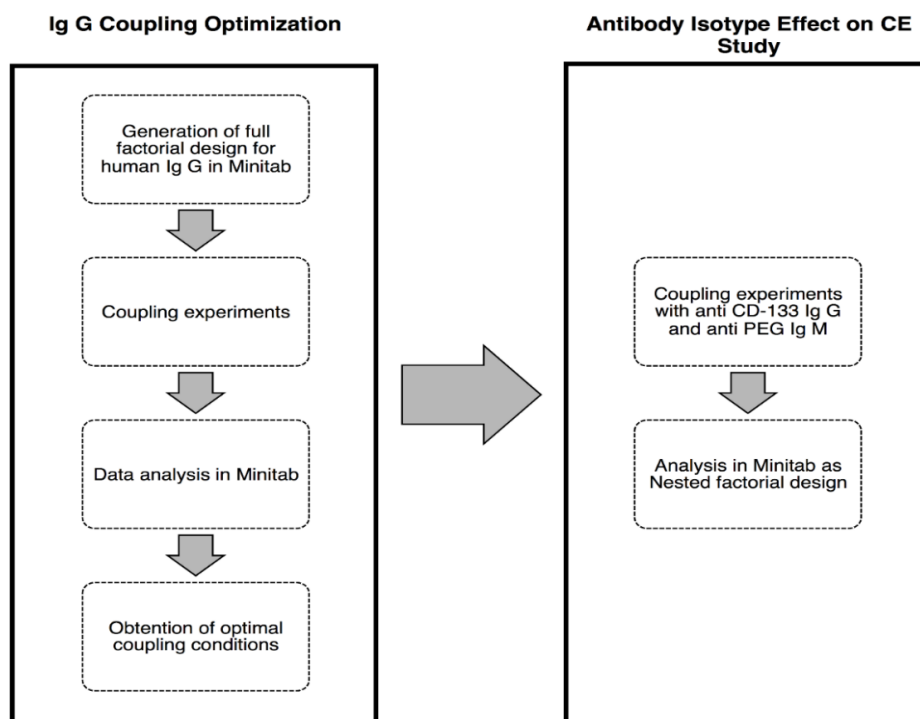 Ig G Coupling Optimization
Generation of full
factorial design for
human Ig G in Minitab
Coupling experiments
Data analysis in Minitab
Obtention of optimal
coupling conditions
Antibody Isotype Effect on CE
Study
Coupling experiments
with anti CD-133 Ig G
and anti PEG Ig M
Analysis in Minitab as
Nested factorial design